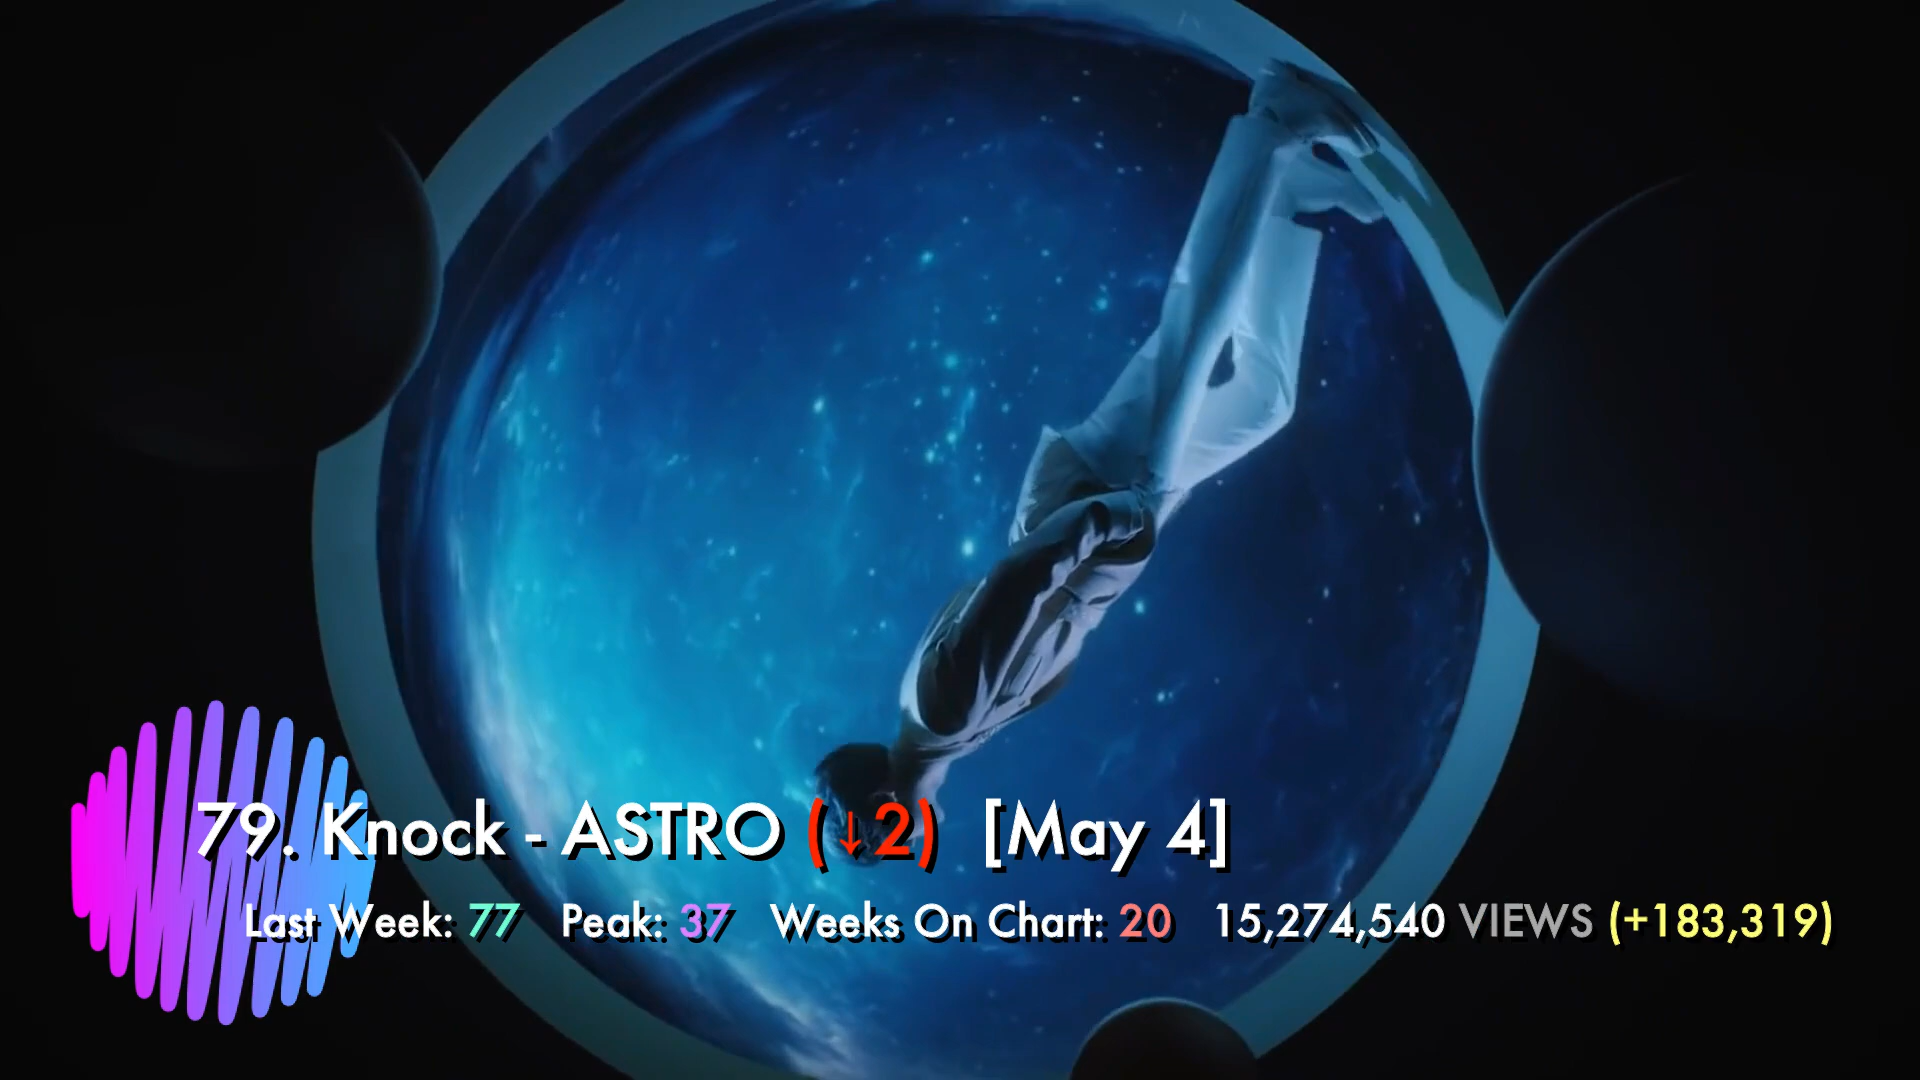 79. Knock - ASTRO (↓2) [May 4]
Last Week: 77 Peak: 37 Weeks On Chart: 20 15,274,540 VIEWS (+183,319)